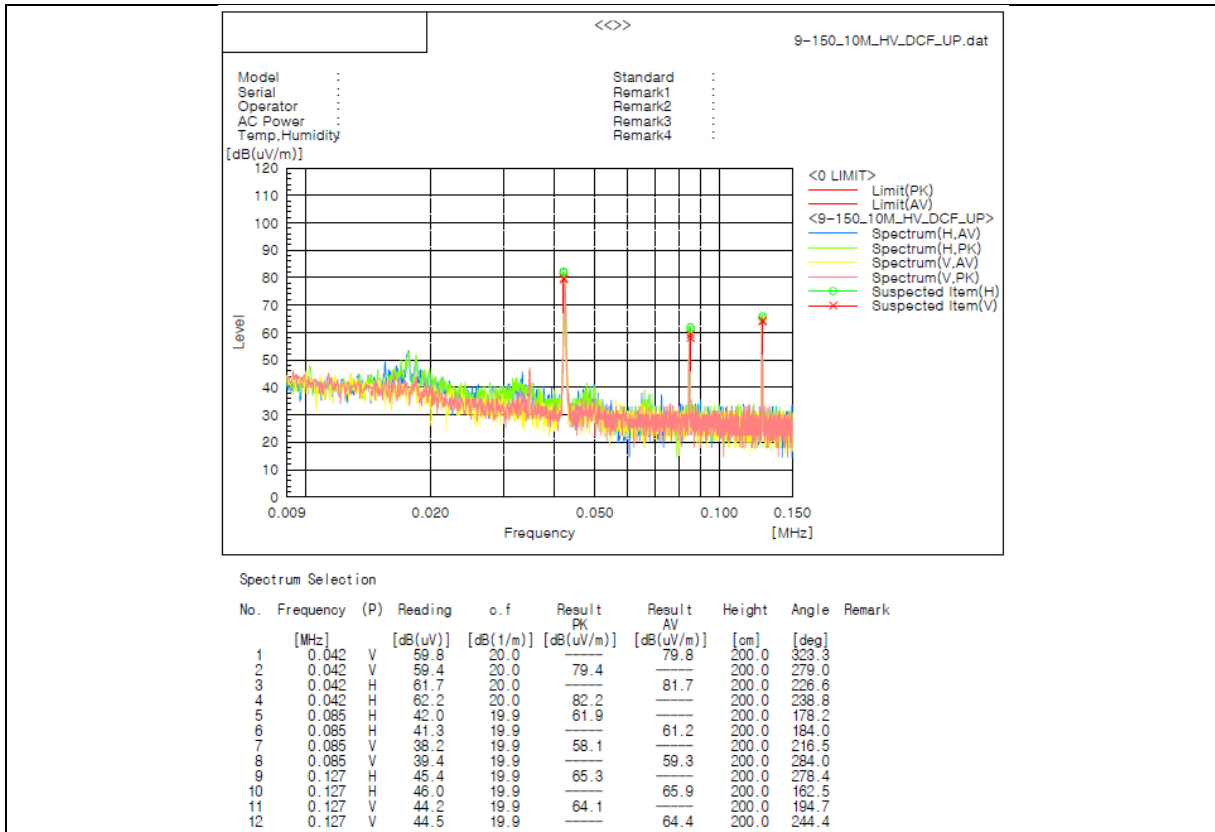 <<>>
9-150_10M_HV_DCF_UP.dat
Model : Standard :
Serial : Remark1 :
Operator : Remark2 :
AC Power : Remark3 :
Temp,Humidity : Remark4 :
[dB(uV/m)]
120
110
100
90
80
70
60
50
40
30
20
10
0
Level
0.009 0.020 0.050 0.100 0.150
Frequency [MHz]
<0 LIMIT>
Limit(PK)
Limit(AV)
<9-150_10M_HV_DCF_UP>
Spectrum(H,AV)
Spectrum(H,PK)
Spectrum(V,AV)
Spectrum(V,PK)
Suspected Item(H)
Suspected Item(V)
Spectrum Selection
No. Frequency (P) Reading c.f Result Result Height Angle Remark
PK AV
[MHz] [dB(uV)] [dB(1/m)] [dB(uV/m)] [dB(uV/m)] [cm] [deg]
1 0.042 V 59.8 20.0 ----- 79.8 200.0 323.3
2 0.042 V 59.4 20.0 79.4 ----- 200.0 279.0
3 0.042 H 61.7 20.0 ----- 81.7 200.0 226.6
4 0.042 H 62.2 20.0 82.2 ----- 200.0 238.8
5 0.085 H 42.0 19.9 61.9 ----- 200.0 178.2
6 0.085 H 41.3 19.9 ----- 61.2 200.0 184.0
7 0.085 V 38.2 19.9 58.1 ----- 200.0 216.5
8 0.085 V 39.4 19.9 ----- 59.3 200.0 284.0
9 0.127 H 45.4 19.9 65.3 ----- 200.0 278.4
10 0.127 H 46.0 19.9 ----- 65.9 200.0 162.5
11 0.127 V 44.2 19.9 64.1 ----- 200.0 194.7
12 0.127 V 44.5 19.9 ----- 64.4 200.0 244.4